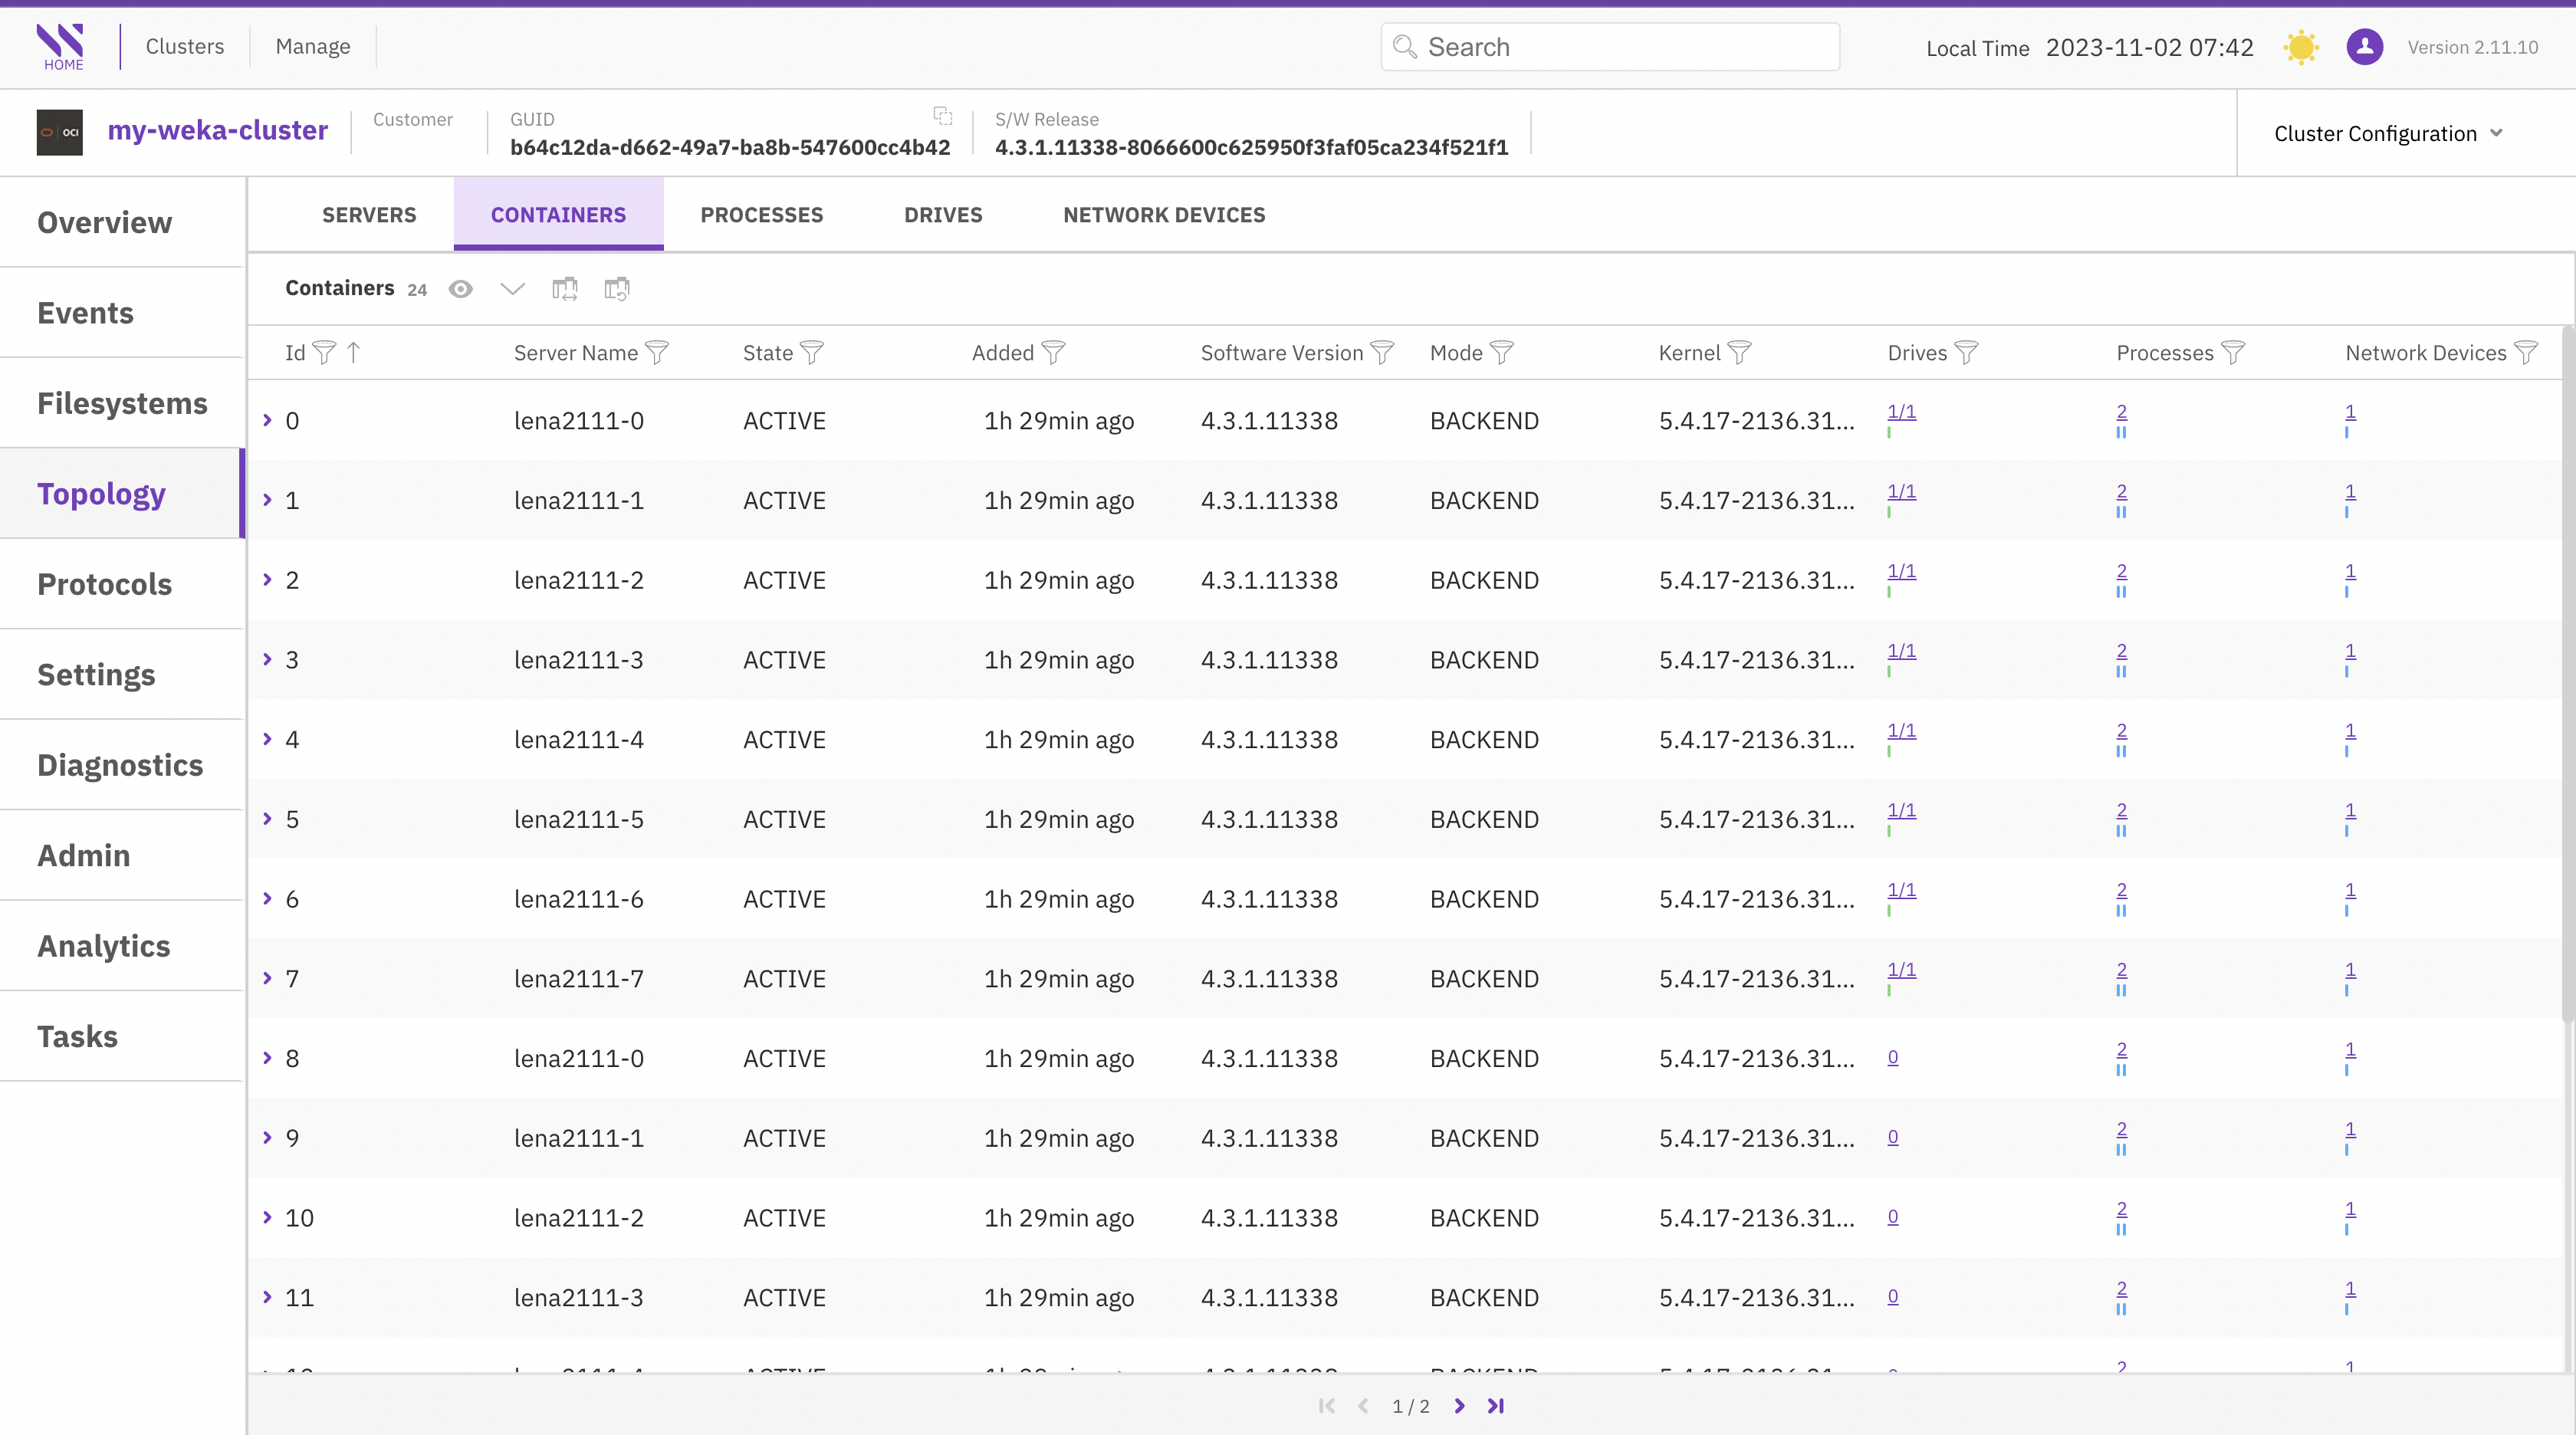 HOME Clusters Manage Search Local Time 2023-11-02 07:42 Version 2.11.10
OCI my-weka-cluster Customer GUID S/W Release Cluster Configuration
b64c12da-d662-49a7-ba8b-547600cc4b42 4.3.1.11338-8066600c625950f3faf05ca234f521f1
Overview
Events
Filesystems
Topology
Protocols
Settings
Diagnostics
Admin
Analytics
Tasks
SERVERS CONTAINERS PROCESSES DRIVES NETWORK DEVICES
Containers 24
Id Server Name State Added Software Version Mode Kernel Drives Processes Network Devices
0 lena2111-0 ACTIVE 1h 29min ago 4.3.1.11338 BACKEND 5.4.17-2136.31... 1/1 2 1
1 lena2111-1 ACTIVE 1h 29min ago 4.3.1.11338 BACKEND 5.4.17-2136.31... 1/1 2 1
2 lena2111-2 ACTIVE 1h 29min ago 4.3.1.11338 BACKEND 5.4.17-2136.31... 1/1 2 1
3 lena2111-3 ACTIVE 1h 29min ago 4.3.1.11338 BACKEND 5.4.17-2136.31... 1/1 2 1
4 lena2111-4 ACTIVE 1h 29min ago 4.3.1.11338 BACKEND 5.4.17-2136.31... 1/1 2 1
5 lena2111-5 ACTIVE 1h 29min ago 4.3.1.11338 BACKEND 5.4.17-2136.31... 1/1 2 1
6 lena2111-6 ACTIVE 1h 29min ago 4.3.1.11338 BACKEND 5.4.17-2136.31... 1/1 2 1
7 lena2111-7 ACTIVE 1h 29min ago 4.3.1.11338 BACKEND 5.4.17-2136.31... 1/1 2 1
8 lena2111-0 ACTIVE 1h 29min ago 4.3.1.11338 BACKEND 5.4.17-2136.31... 0 2 1
9 lena2111-1 ACTIVE 1h 29min ago 4.3.1.11338 BACKEND 5.4.17-2136.31... 0 2 1
10 lena2111-2 ACTIVE 1h 29min ago 4.3.1.11338 BACKEND 5.4.17-2136.31... 0 2 1
11 lena2111-3 ACTIVE 1h 29min ago 4.3.1.11338 BACKEND 5.4.17-2136.31... 0 2 1
1 / 2